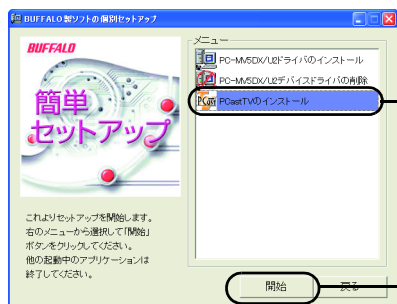 BUFFALO製ソフトの個別セットアップ
BUFFALO
簡単
セットアップ
これよりセットアップを開始します。
右のメニューから選択して「開始」
ボタンをクリックしてください。
他の起動中のアプリケーションは
終了してください。
メニュー
PC-MV5DX/U2ドライバのインストール
PC-MV5DX/U2デバイスドライバの削除
PCast PCastTVのインストール
開始
戻る